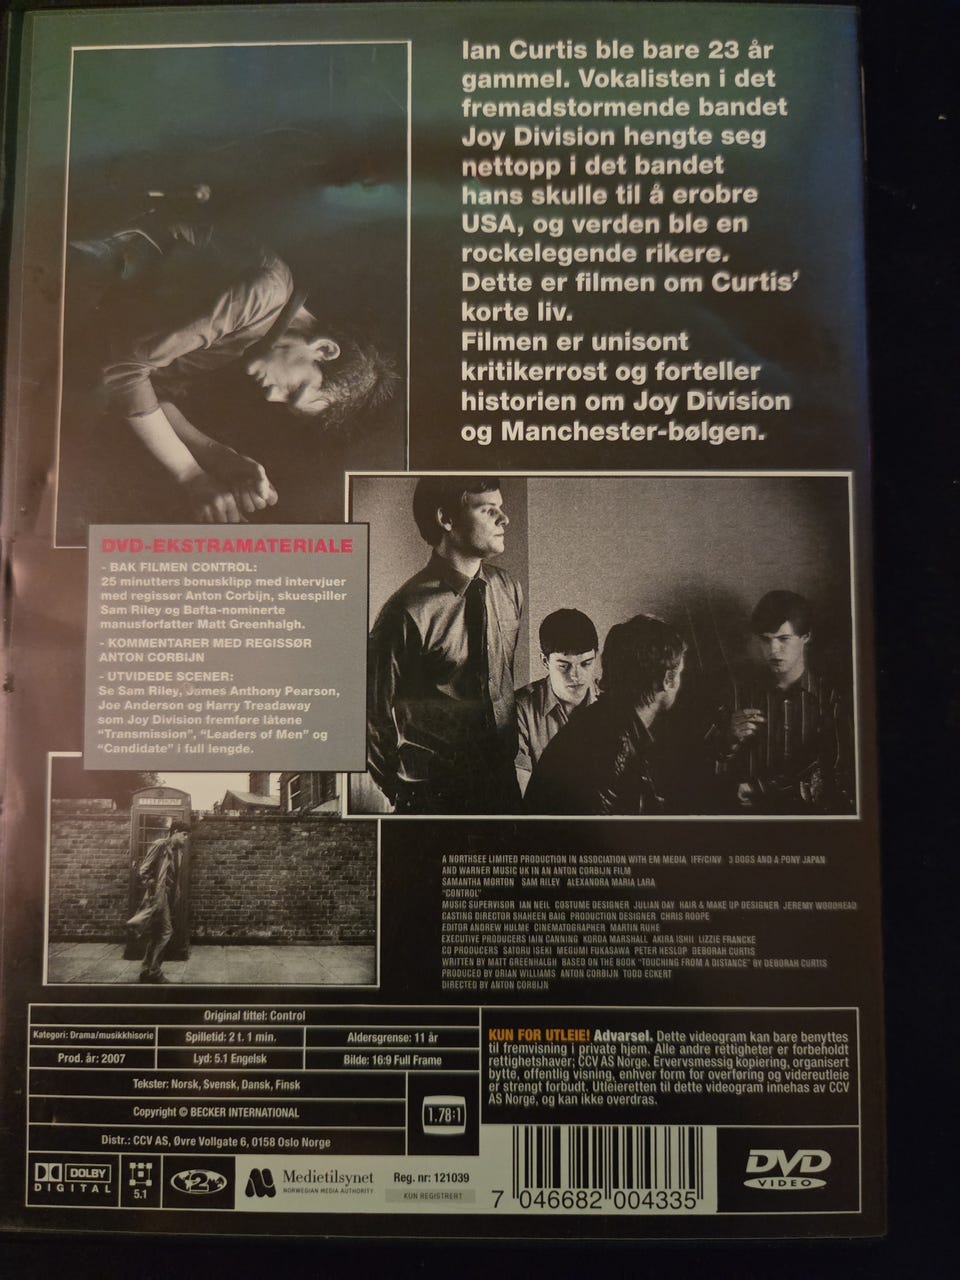 Ian Curtis ble bare 23 år
gammel. Vokalisten i det
fremadstormende bandet
Joy Division hengte seg
nettopp i det bandet
hans skulle til å erobre
USA, og verden ble en
rockelegende rikere.
Dette er filmen om Curtis'
korte liv.
Filmen er unisont
kritikerrost og forteller
historien om Joy Division
og Manchester-bølgen.
DVD-EKSTRAMATERIALE
- BAK FILMEN CONTROL:
25 minutters bonusklipp med intervjuer
med regissør Anton Corbijn, skuespiller
Sam Riley og Bafta-nominerte
manusforfatter Matt Greenhalgh.
- KOMMENTARER MED REGISSØR
ANTON CORBIJN
- UTVIDEDE SCENER:
Se Sam Riley, James Anthony Pearson,
Joe Anderson og Harry Treadaway
som Joy Division fremføre låtene
"Transmission", "Leaders of Men" og
"Candidate" i full lengde.
TELEPHONE
A NORTHSEE LIMITED PRODUCTION IN ASSOCIATION WITH EM MEDIA IFF/CINV 3 DOGS AND A PONY JAPAN
AND WARNER MUSIC UK IN AN ANTON CORBIJN FILM
SAMANTHA MORTON SAM RILEY ALEXANDRA MARIA LARA
"CONTROL"
MUSIC SUPERVISOR IAN NEIL COSTUME DESIGNER JULIAN DAY HAIR & MAKE UP DESIGNER JEREMY WOODHEAD
CASTING DIRECTOR SHAHEEN BAIG PRODUCTION DESIGNER CHRIS ROOPE
EDITOR ANDREW HULME CINEMATOGRAPHER MARTIN RUHE
EXECUTIVE PRODUCERS IAIN CANNING KORDA MARSHALL AKIRA ISHII LIZZIE FRANCKE
CO PRODUCERS SATORU ISEKI MEGUMI FUKASAWA PETER HESLOP DEBORAH CURTIS
WRITTEN BY MATT GREENHALGH BASED ON THE BOOK "TOUCHING FROM A DISTANCE" BY DEBORAH CURTIS
PRODUCED BY ORIAN WILLIAMS ANTON CORBIJN TODD ECKERT
DIRECTED BY ANTON CORBIJN
Original tittel: Control
Kategori: Drama/musikkhisorie
Spilletid: 2 t. 1 min.
Aldersgrense: 11 år
Prod. år: 2007
Lyd: 5.1 Engelsk
Bilde: 16:9 Full Frame
Tekster: Norsk, Svensk, Dansk, Finsk
Copyright © BECKER INTERNATIONAL
1.78:1
Distr.: CCV AS, Øvre Vollgate 6, 0158 Oslo Norge
KUN FOR UTLEIE! Advarsel. Dette videogram kan bare benyttes
til fremvisning i private hjem. Alle andre rettigheter er forbeholdt
rettighetshaver; CCV AS Norge. Ervervsmessig kopiering, organisert
bytte, offentlig visning, enhver form for overføring og videreutleie
er strengt forbudt. Utleieretten til dette videogram innehas av CCV
AS Norge, og kan ikke overdras.
DOLBY
DIGITAL
5.1
2
Medietilsynet
NORWEGIAN MEDIA AUTHORITY
Reg. nr: 121039
KUN REGISTRERT
7 046682 004335
DVD
VIDEO